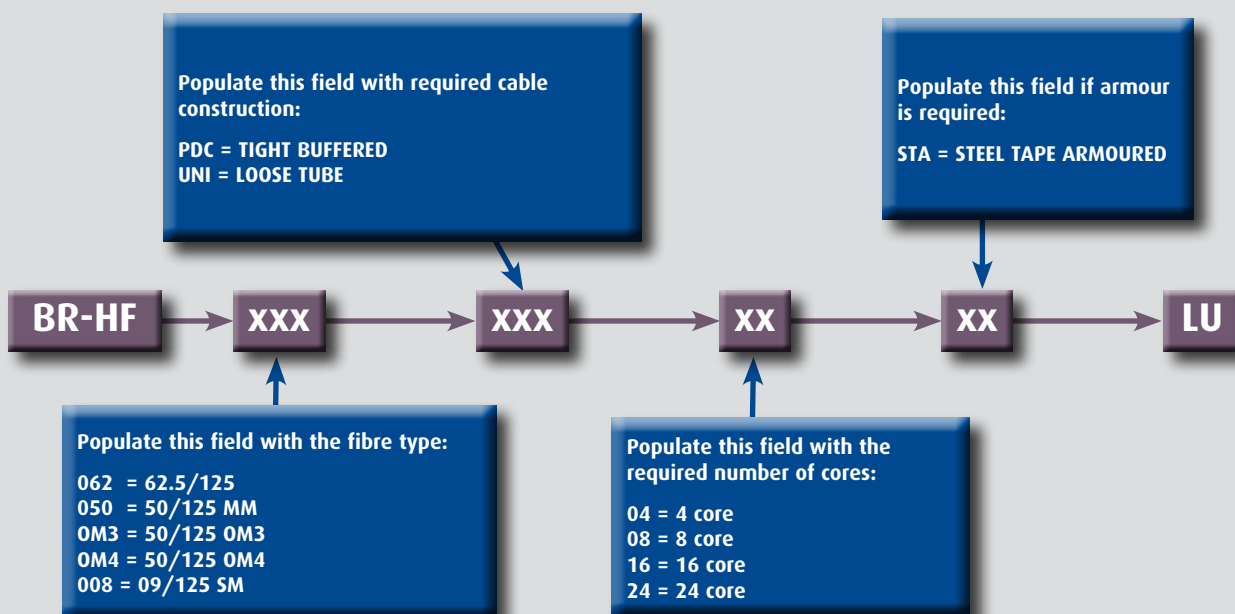 Populate this field with required cable
construction:
PDC = TIGHT BUFFERED
UNI = LOOSE TUBE
Populate this field if armour
is required:
STA = STEEL TAPE ARMOURED
BR-HF
XXX
XXX
XX
XX
LU
Populate this field with the fibre type:
062 = 62.5/125
050 = 50/125 MM
OM3 = 50/125 OM3
OM4 = 50/125 OM4
008 = 09/125 SM
Populate this field with the
required number of cores:
04 = 4 core
08 = 8 core
16 = 16 core
24 = 24 core